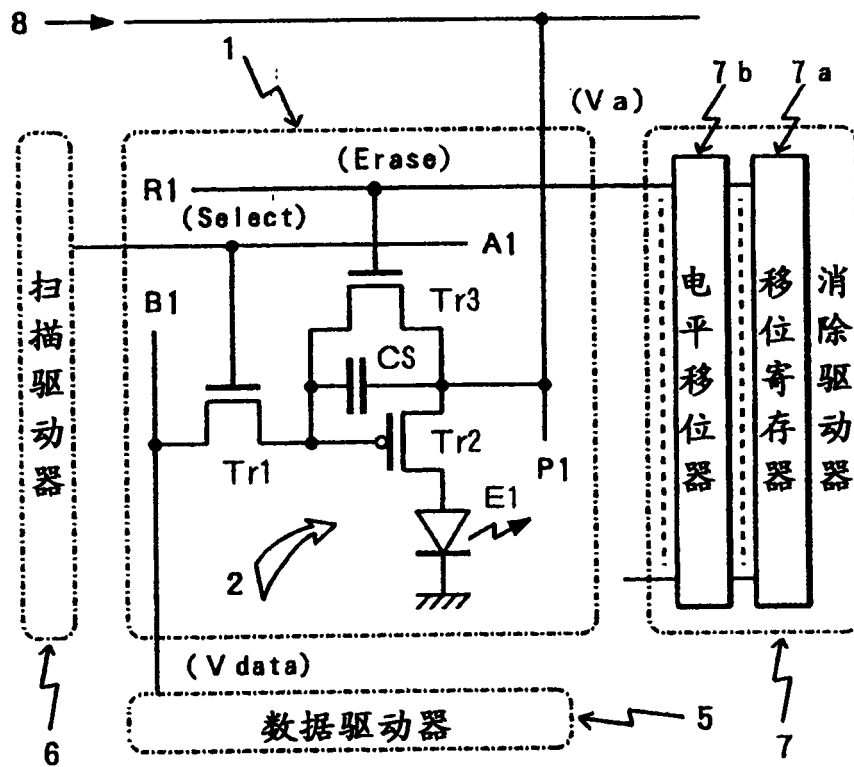 8
1
7b
7a
(Va)
(Erase)
R1
(Select)
A1
B1
Tr3
CS
Tr1
Tr2
P1
E1
2
扫描驱动器
电平移位器
移位寄存器
消除驱动器
(Vdata)
数据驱动器
5
6
7